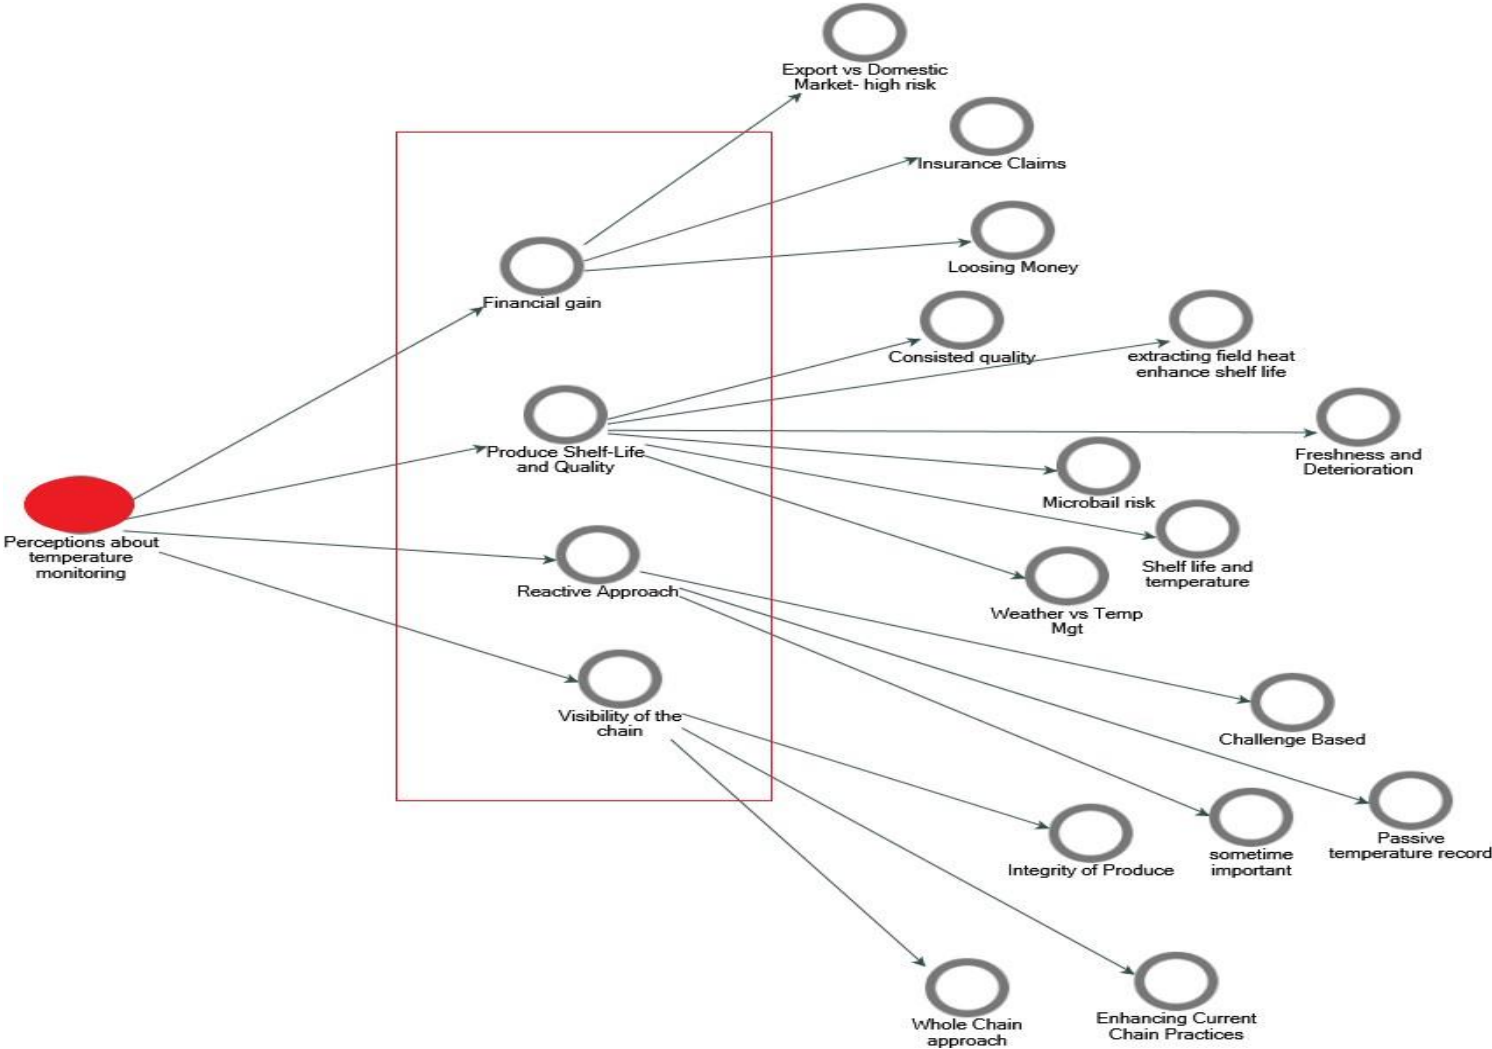 Export vs Domestic
Market- high risk
Insurance Claims
Loosing Money
Financial gain
Consisted quality
extracting field heat
enhance shelf life
Produce Shelf-Life
and Quality
Freshness and
Deterioration
Microbail risk
Perceptions about
temperature
monitoring
Shelf life and
temperature
Reactive Approach
Weather vs Temp
Mgt
Visibility of the
chain
Challenge Based
Passive
temperature record
sometime
important
Integrity of Produce
Whole Chain
approach
Enhancing Current
Chain Practices